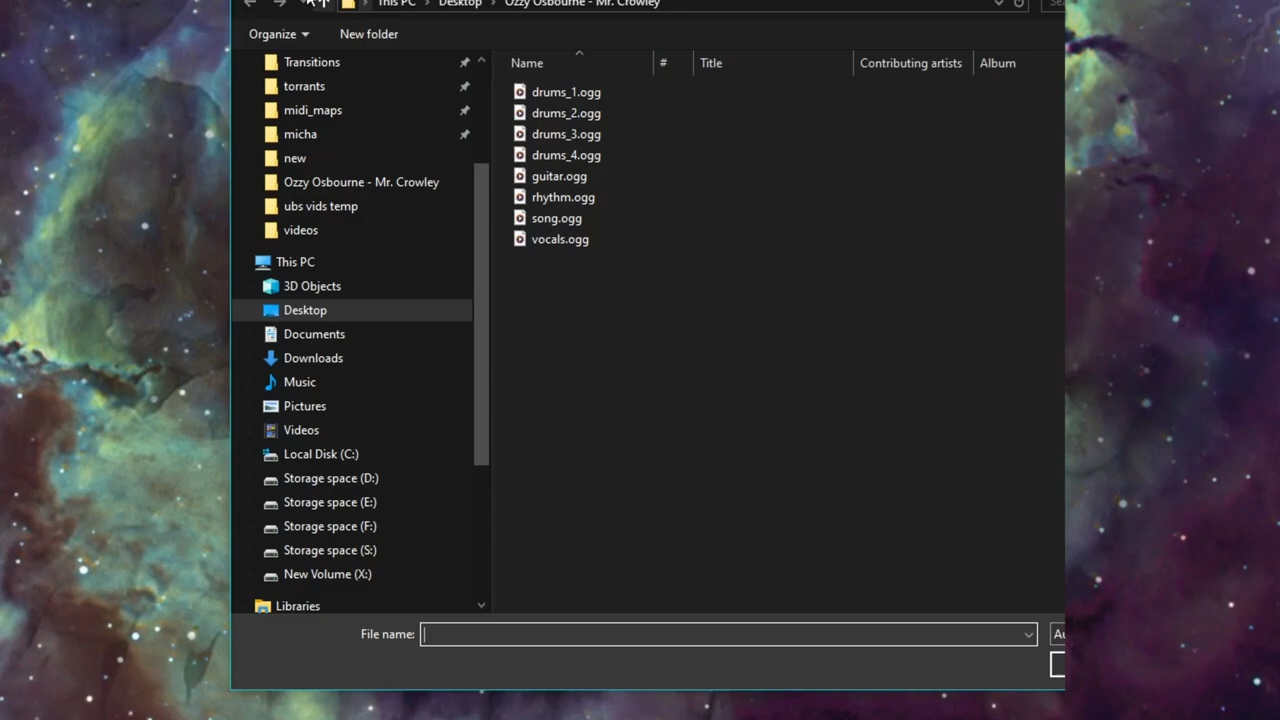 This PC > Desktop > Ozzy Osbourne - Mr. Crowley
Organize
New folder
Transitions
torrants
midi_maps
micha
new
Ozzy Osbourne - Mr. Crowley
ubs vids temp
videos
This PC
3D Objects
Desktop
Documents
Downloads
Music
Pictures
Videos
Local Disk (C:)
Storage space (D:)
Storage space (E:)
Storage space (F:)
Storage space (S:)
New Volume (X:)
Libraries
Name # Title Contributing artists Album
drums_1.ogg
drums_2.ogg
drums_3.ogg
drums_4.ogg
guitar.ogg
rhythm.ogg
song.ogg
vocals.ogg
File name: